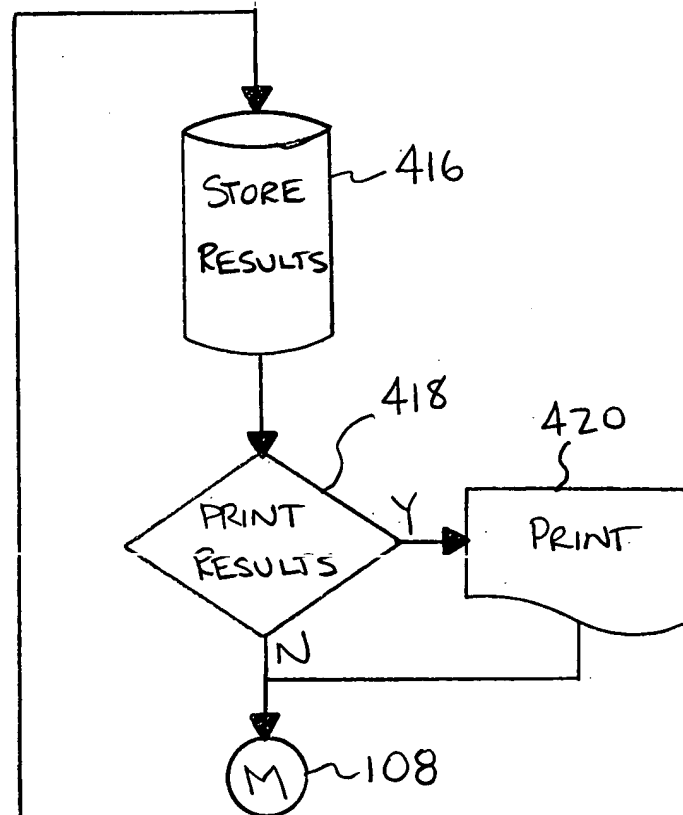 STORE
RESULTS
416
418
420
PRINT
RESULTS
Y
PRINT
N
M
108